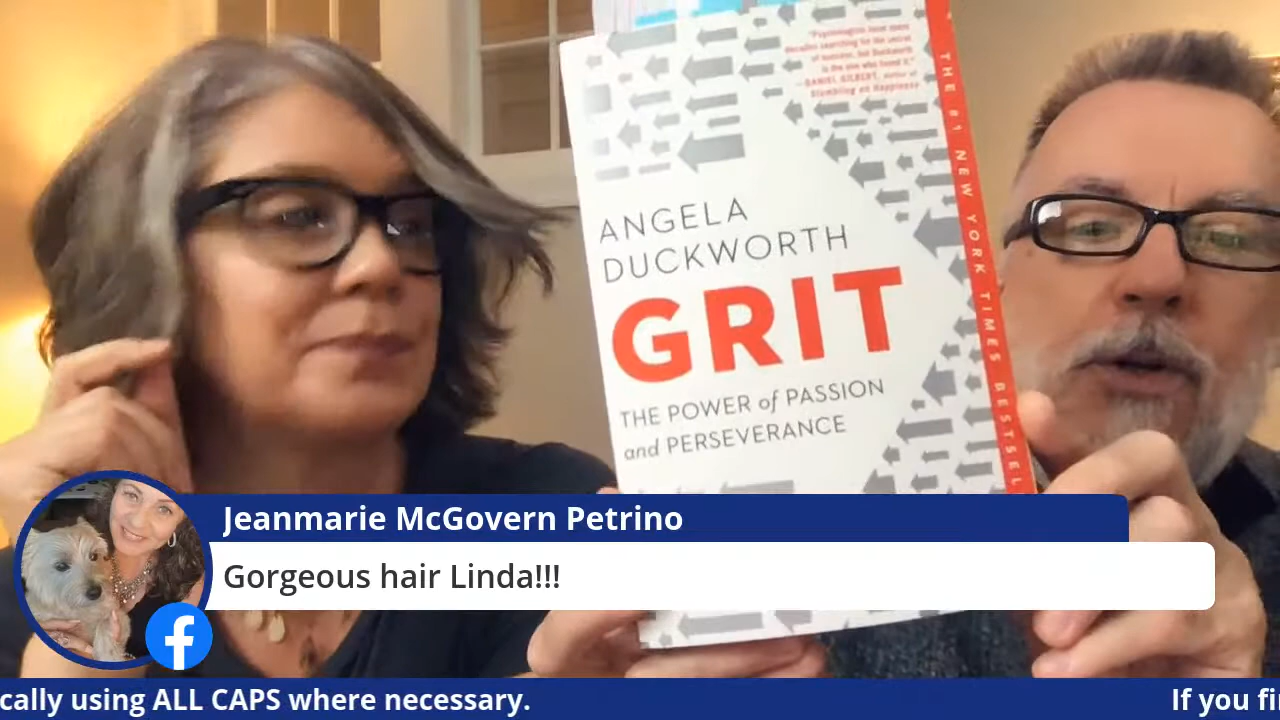 "Psychologists have spent
decades searching for the secret
of success, but Duckworth
is the one who found it."
—DANIEL GILBERT, author of
Stumbling on Happiness
THE #1 NEW YORK TIMES BESTSEL
ANGELA
DUCKWORTH
GRIT
THE POWER of PASSION
and PERSEVERANCE
Jeanmarie McGovern Petrino
Gorgeous hair Linda!!!
cally using ALL CAPS where necessary.
If you fi